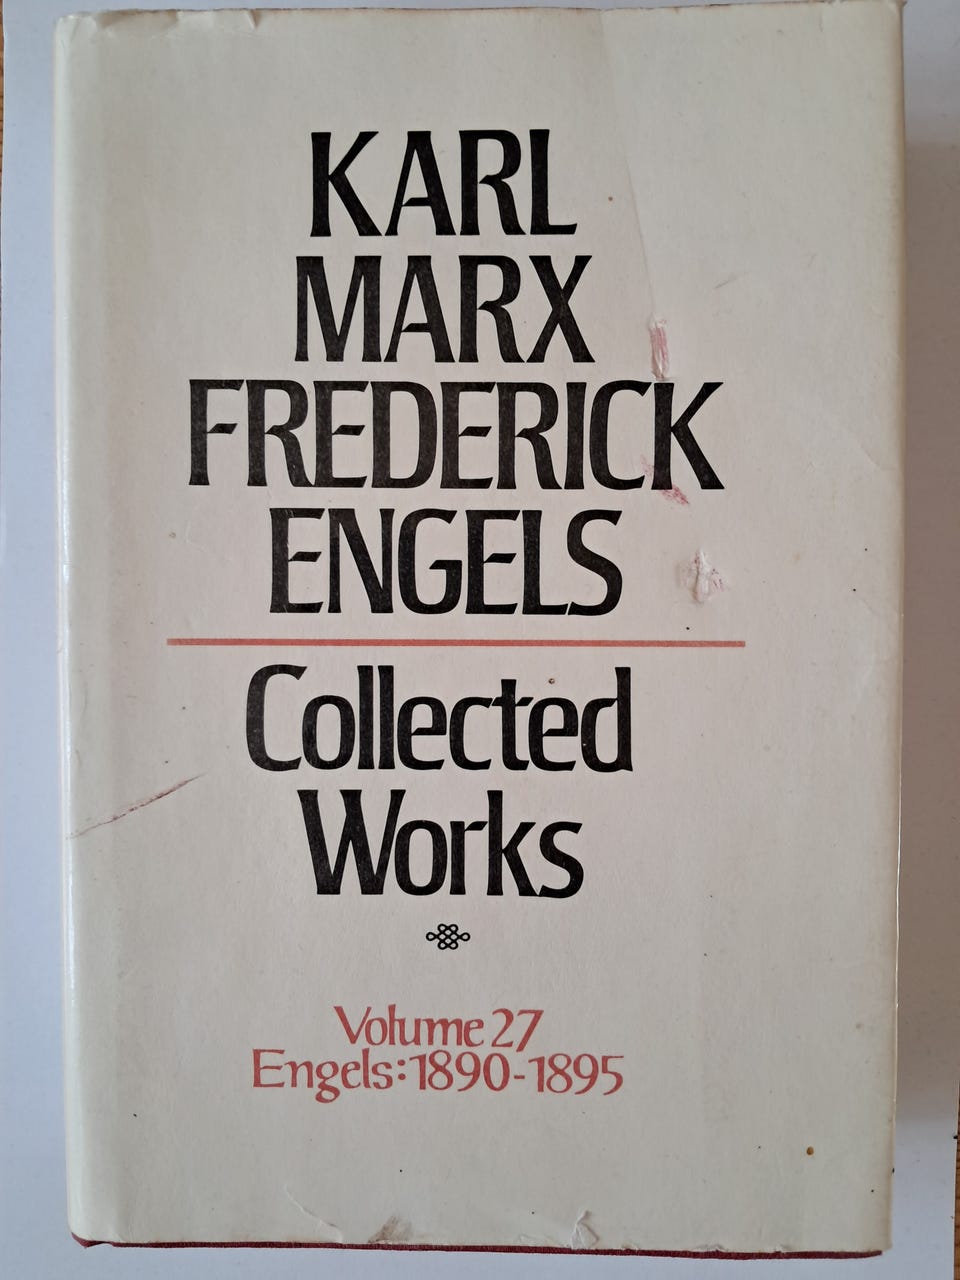 KARL
MARX
FREDERICK
ENGELS
Collected
Works
Volume 27
Engels: 1890-1895